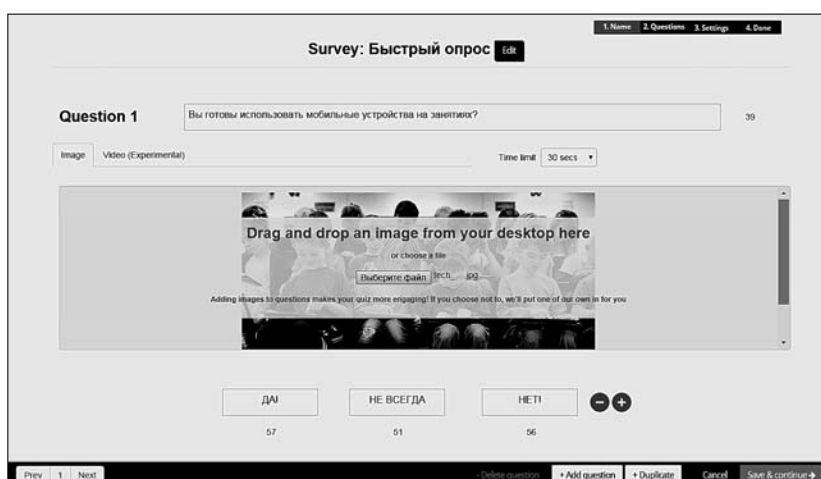 1. Name 2. Questions 3. Settings 4. Done
Survey: Быстрый опрос Edit
Question 1
Вы готовы использовать мобильные устройства на занятиях?
39
Image Video (Experimental)
Time limit 30 secs
Drag and drop an image from your desktop here
or choose a file
Выберите файл tech_ jpg
Adding images to questions makes your quiz more engaging! If you choose not to, we'll put one of our own in for you
ДА! НЕ ВСЕГДА НЕТ!
57 51 56
Prev 1 Next - Delete question + Add question + Duplicate Cancel Save & continue